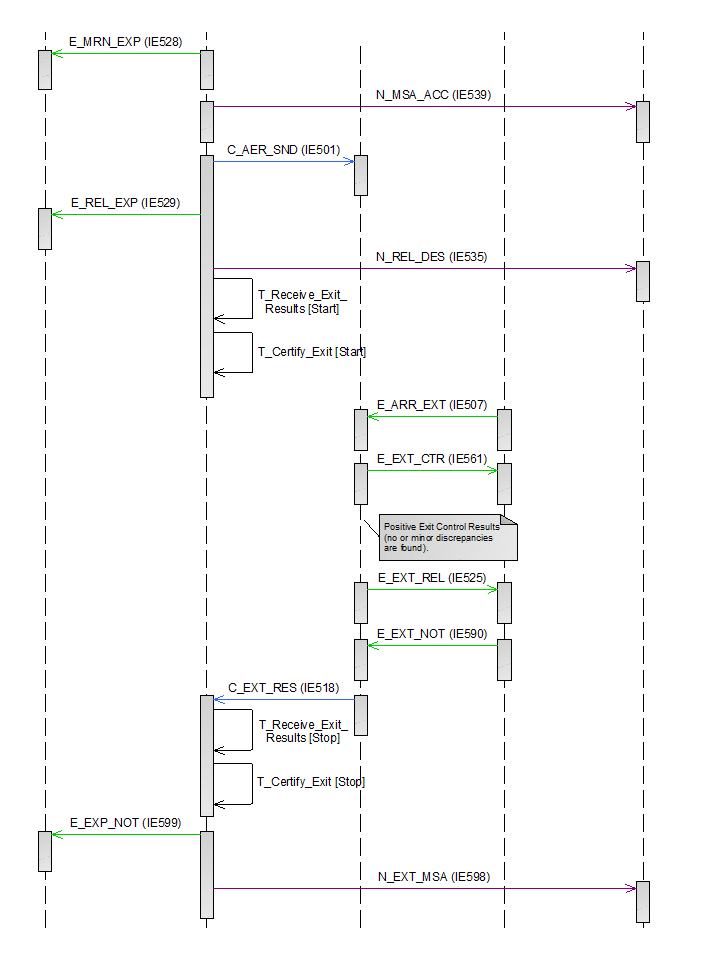 E_MRN_EXP (IE528)
N_MSA_ACC (IE539)
C_AER_SND (IE501)
E_REL_EXP (IE529)
N_REL_DES (IE535)
T_Receive_Exit_
Results [Start]
T_Certify_Exit [Start]
E_ARR_EXT (IE507)
E_EXT_CTR (IE561)
Positive Exit Control Results
(no or minor discrepancies
are found).
E_EXT_REL (IE525)
E_EXT_NOT (IE590)
C_EXT_RES (IE518)
T_Receive_Exit_
Results [Stop]
T_Certify_Exit [Stop]
E_EXP_NOT (IE599)
N_EXT_MSA (IE598)